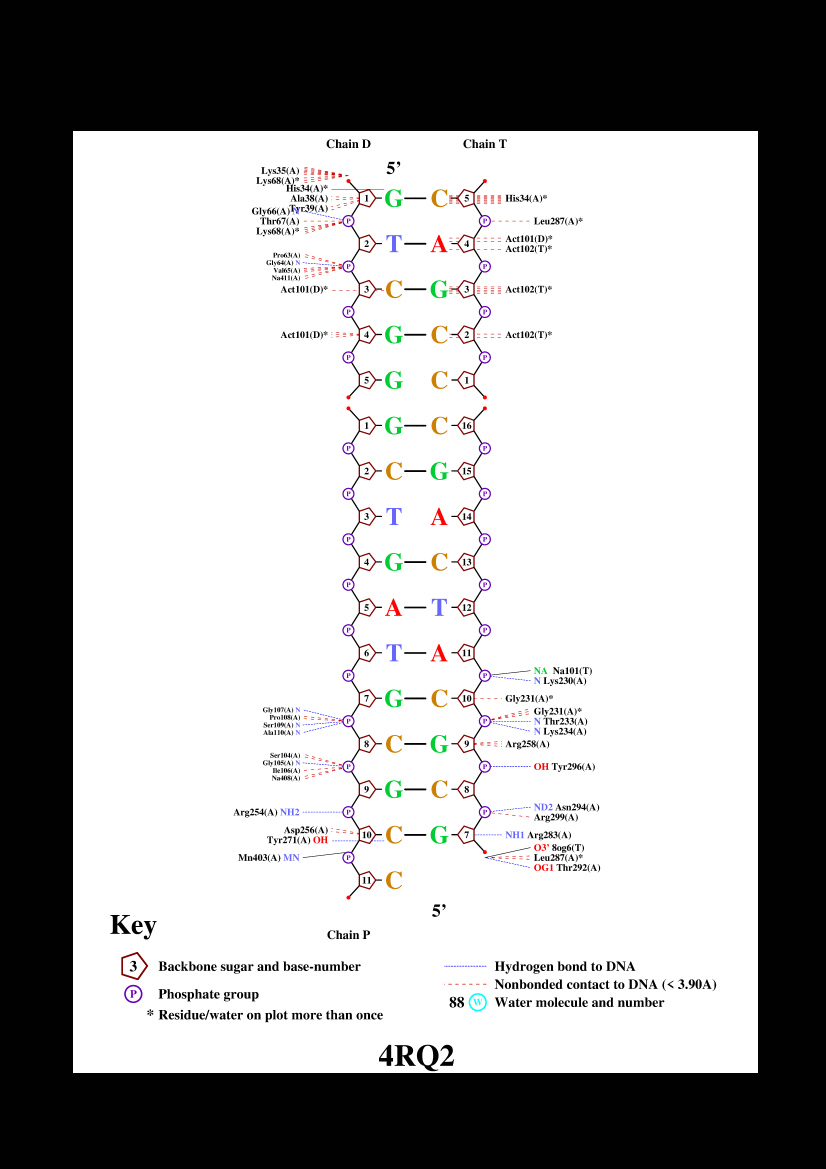 Chain D Chain T
5'
Lys35(A)
Lys68(A)*
His34(A)*
Ala38(A) 1 G C 5 His34(A)*
Tyr39(A)
Gly66(A) N
Thr67(A) P P Leu287(A)*
Lys68(A)*
Act101(D)*
2 T A 4
Act102(T)*
Pro63(A)
Gly64(A) N P P
Val65(A)
Na411(A)
Act101(D)* 3 C G 3 Act102(T)*
P P
Act101(D)* 4 G C 2 Act102(T)*
P P
5 G C 1
1 G C 16
P P
2 C G 15
P P
3 T A 14
P P
4 G C 13
P P
5 A T 12
P P
6 T A 11
NA Na101(T)
P P
N Lys230(A)
7 G C 10 Gly231(A)*
Gly107(A) N Gly231(A)*
Pro108(A)
Ser109(A) N P P N Thr233(A)
Ala110(A) N N Lys234(A)
8 C G 9 Arg258(A)
Ser104(A)
Gly105(A) N P P OH Tyr296(A)
Ile106(A)
Na408(A)
9 G C 8
ND2 Asn294(A)
Arg254(A) NH2 P P
Arg299(A)
Asp256(A) 10 C G 7 NH1 Arg283(A)
Tyr271(A) OH
O3' 8og6(T)
Mn403(A) MN P Leu287(A)*
OG1 Thr292(A)
11 C
5'
Key
Chain P
3 Backbone sugar and base-number Hydrogen bond to DNA
Nonbonded contact to DNA (< 3.90A)
P Phosphate group
88 W Water molecule and number
* Residue/water on plot more than once
4RQ2